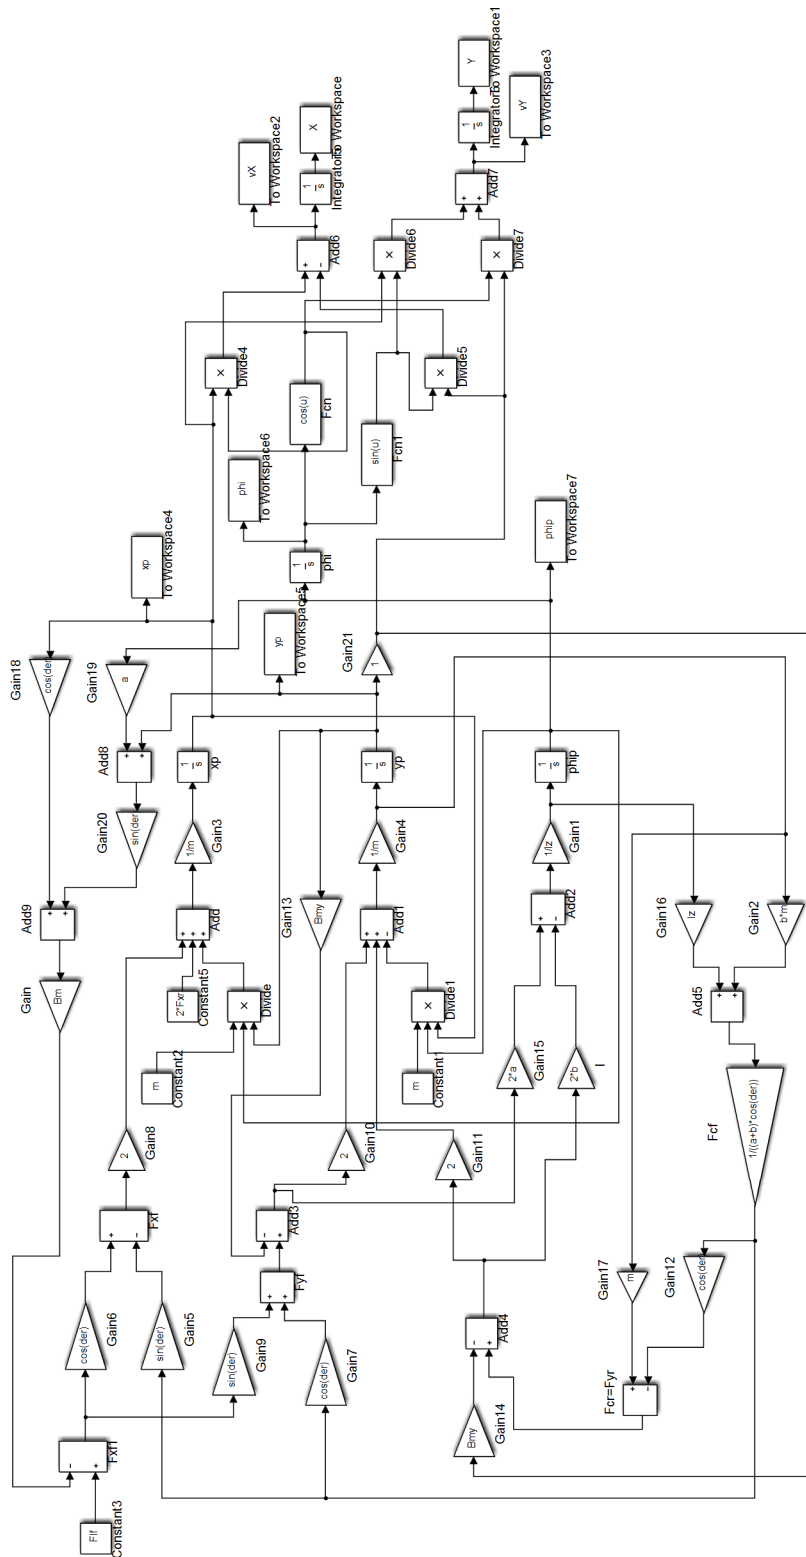 Y
To Workspace1
1
s
Integrator6
vY
To Workspace3
+
+
Add7
vX
To Workspace2
X
To Workspace
1
s
Integrator5
+
−
Add6
×
Divide6
×
Divide7
×
Divide4
cos(u)
Fcn
×
Divide5
sin(u)
Fcn1
phi
To Workspace6
1
s
phi
phip
To Workspace7
xp
To Workspace4
yp
To Workspace5
cos(der)
Gain18
a
Gain19
1
Gain21
+
+
Add8
1
s
xp
1
s
yp
1
s
phip
sin(der)
Gain20
1/m
Gain3
1/m
Gain4
1/Iz
Gain1
+
+
Add9
+
+
+
Add
Bmy
Gain13
+
+
−
Add1
+
−
Add2
Iz
Gain16
b*m
Gain2
Bm
Gain
2*Fxr
Constant5
×
Divide
×
Divide1
+
+
Add5
m
Constant2
m
Constant1
2*a
Gain15
2*b
I
1/((a+b)*cos(der))
Fcf
2
Gain8
2
Gain10
2
Gain11
+
−
Fxf
−
+
Add3
+
+
Fyf
m
Gain17
cos(der)
Gain12
cos(der)
Gain6
sin(der)
Gain5
sin(der)
Gain9
cos(der)
Gain7
−
+
Add4
+
−
Fcr=Fyr
Bmy
Gain14
−
+
Fxf1
Flf
Constant3